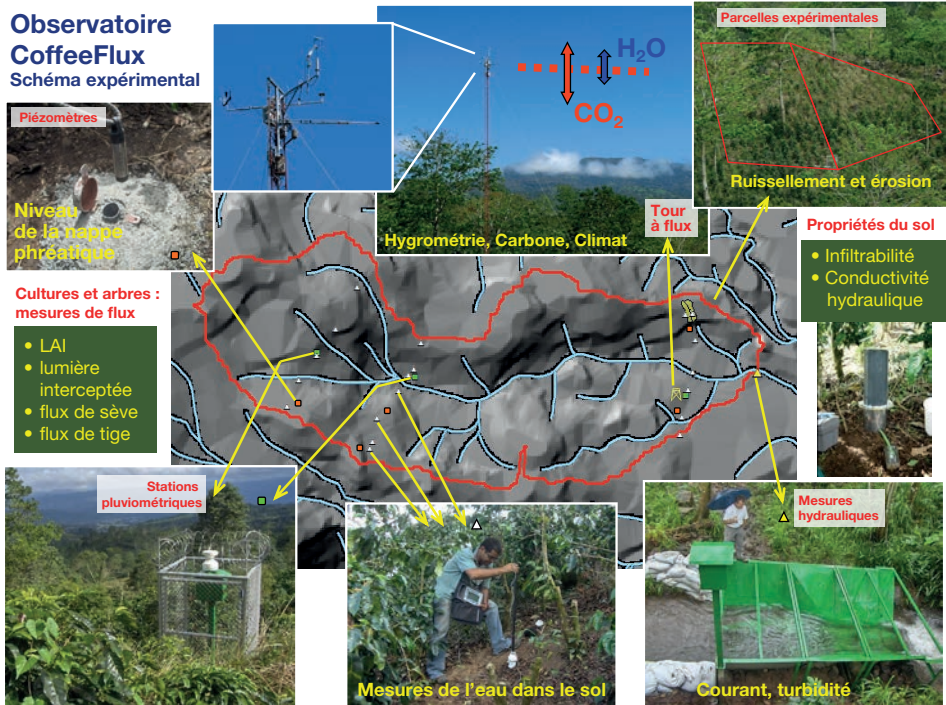 Observatoire
CoffeeFlux
Schéma expérimental
Piézomètres
Niveau
de la nappe
phréatique
H₂O
CO₂
Hygrométrie, Carbone, Climat
Parcelles expérimentales
Ruissellement et érosion
Tour
à flux
Propriétés du sol
• Infiltrabilité
• Conductivité
hydraulique
Cultures et arbres :
mesures de flux
• LAI
• lumière
interceptée
• flux de sève
• flux de tige
Stations
pluviométriques
Mesures de l'eau dans le sol
Mesures
hydrauliques
Courant, turbidité